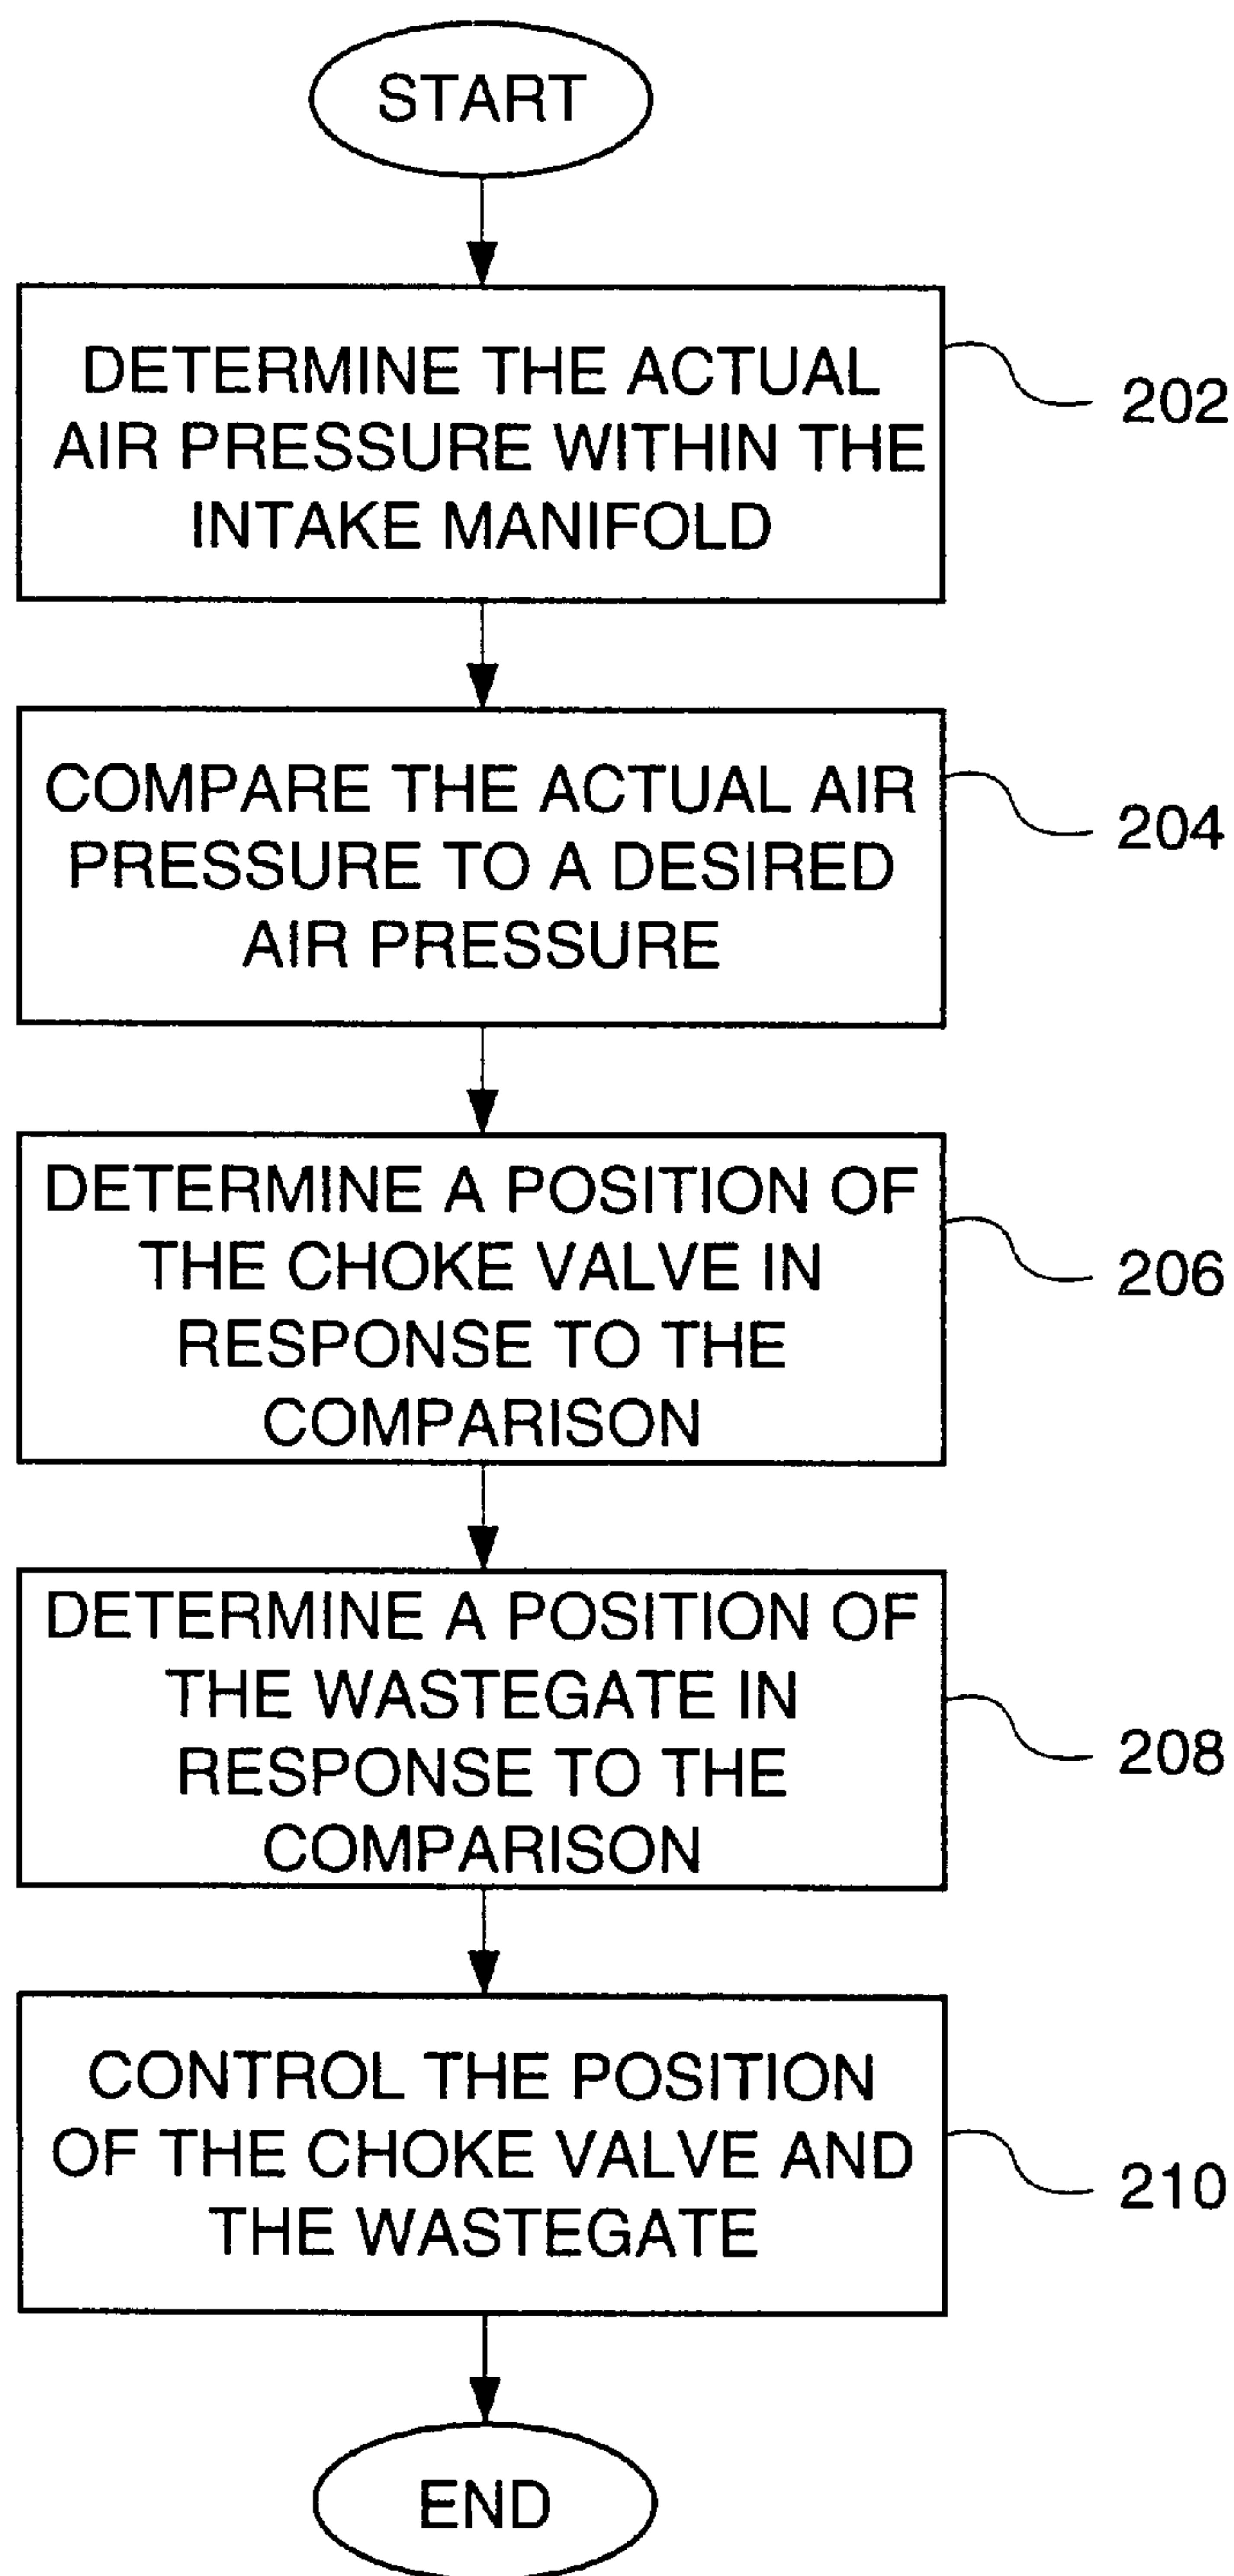 START
DETERMINE THE ACTUAL
AIR PRESSURE WITHIN THE
INTAKE MANIFOLD
202
COMPARE THE ACTUAL AIR
PRESSURE TO A DESIRED
AIR PRESSURE
204
DETERMINE A POSITION OF
THE CHOKE VALVE IN
RESPONSE TO THE
COMPARISON
206
DETERMINE A POSITION OF
THE WASTEGATE IN
RESPONSE TO THE
COMPARISON
208
CONTROL THE POSITION
OF THE CHOKE VALVE AND
THE WASTEGATE
210
END